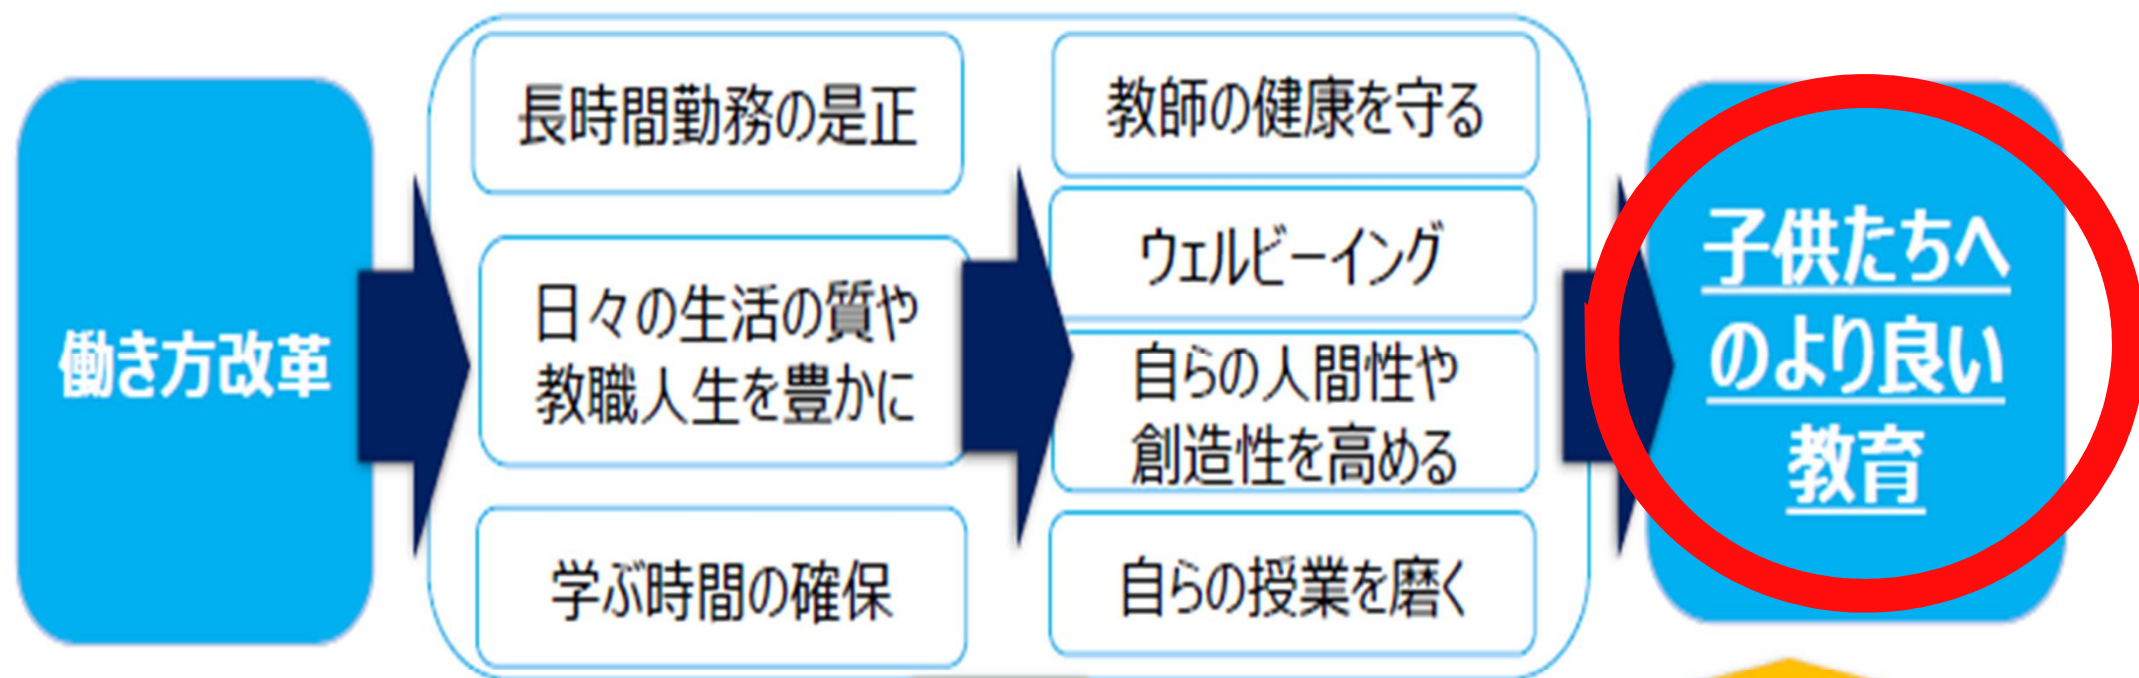 働き方改革
長時間勤務の是正
日々の生活の質や
教職人生を豊かに
学ぶ時間の確保
教師の健康を守る
ウェルビーイング
自らの人間性や
創造性を高める
自らの授業を磨く
子供たちへ
のより良い
教育